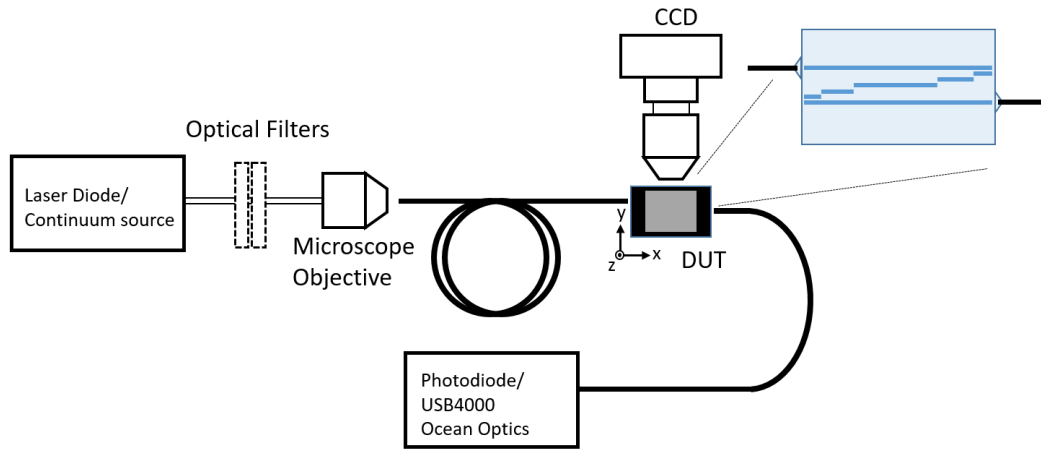 CCD
Optical Filters
Laser Diode/
Continuum source
Microscope
Objective
y
z
x
DUT
Photodiode/
USB4000
Ocean Optics